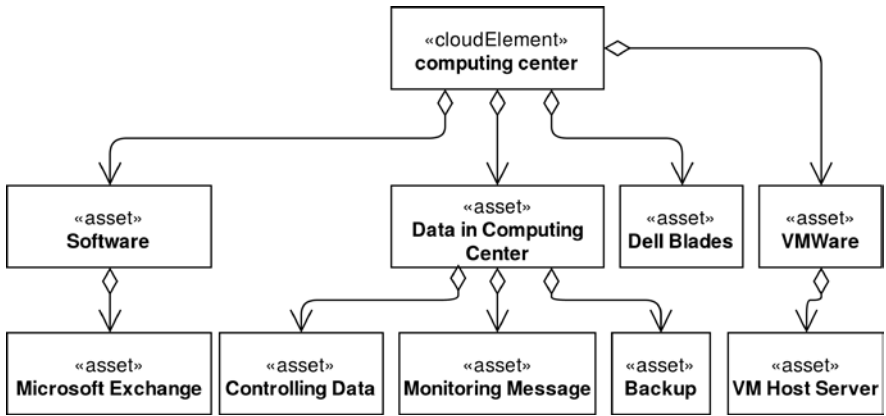 «cloudElement»
computing center
«asset»
Software
«asset»
Data in Computing
Center
«asset»
Dell Blades
«asset»
VMWare
«asset»
Microsoft Exchange
«asset»
Controlling Data
«asset»
Monitoring Message
«asset»
Backup
«asset»
VM Host Server